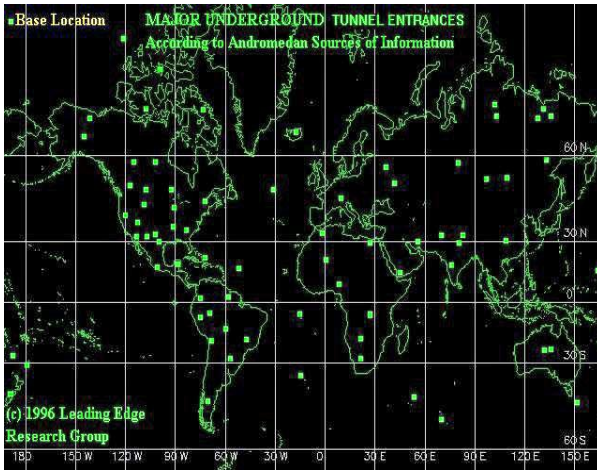 Base Location
MAJOR UNDERGROUND TUNNEL ENTRANCES
According to Andromedan Sources of Information
60 N
30 N
0
30 S
60 S
(c) 1996 Leading Edge
Research Group
180 150 W 120 W 90 W 60 W 30 W 0 30 E 60 E 90 E 120 E 150 E